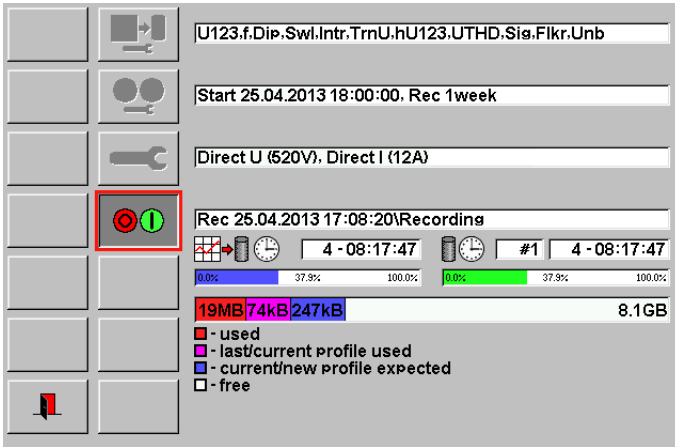 U123,f,Dip,Swl,Intr,TrnU,hU123,UTHD,Sig,Flkr,Unb
Start 25.04.2013 18:00:00, Rec 1week
Direct U (520V), Direct I (12A)
Rec 25.04.2013 17:08:20\Recording
4 - 08:17:47 #1 4 - 08:17:47
0.0% 37.9% 100.0% 0.0% 37.9% 100.0%
19MB 74kB 247kB 8.1GB
- used
- last/current profile used
- current/new profile expected
- free